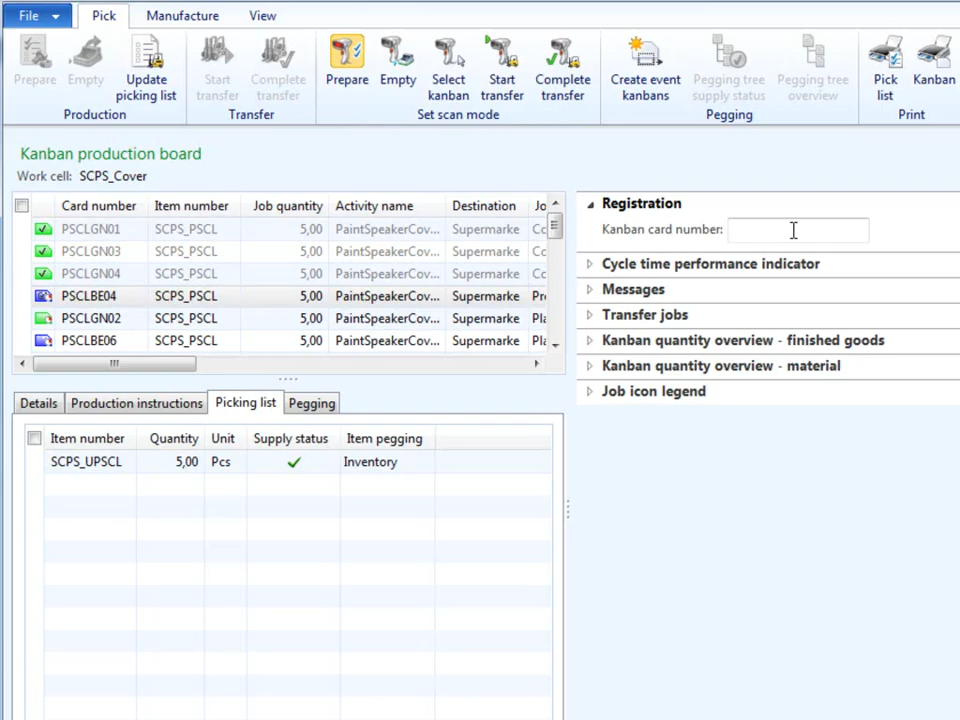 File Pick Manufacture View
Prepare Empty Update picking list Start transfer Complete transfer Prepare Empty Select kanban Start transfer Complete transfer Create event kanbans Pegging tree supply status Pegging tree overview Pick list Kanban
Production Transfer Set scan mode Pegging Print
Kanban production board
Work cell: SCPS_Cover
Card number Item number Job quantity Activity name Destination Jo
PSCLGN01 SCPS_PSCL 5,00 PaintSpeakerCov... Supermarke Cc
PSCLGN03 SCPS_PSCL 5,00 PaintSpeakerCov... Supermarke Cc
PSCLGN04 SCPS_PSCL 5,00 PaintSpeakerCov... Supermarke Cc
PSCLBE04 SCPS_PSCL 5,00 PaintSpeakerCov... Supermarke Pr
PSCLGN02 SCPS_PSCL 5,00 PaintSpeakerCov... Supermarke Pla
PSCLBE06 SCPS_PSCL 5,00 PaintSpeakerCov... Supermarke Pla
Details Production instructions Picking list Pegging
Item number Quantity Unit Supply status Item pegging
SCPS_UPSCL 5,00 Pcs Inventory
Registration
Kanban card number:
Cycle time performance indicator
Messages
Transfer jobs
Kanban quantity overview - finished goods
Kanban quantity overview - material
Job icon legend